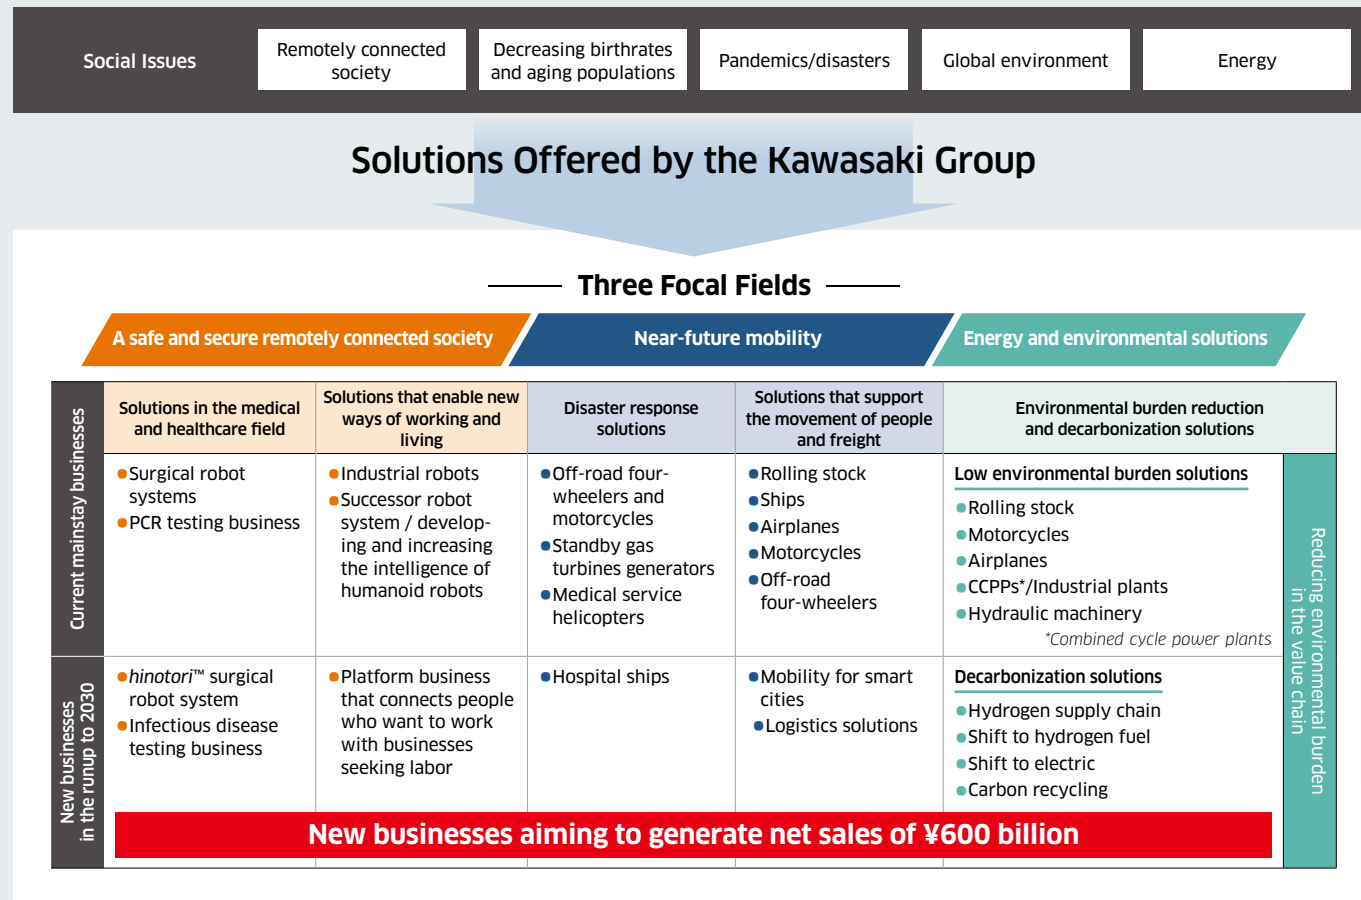 Social Issues
Remotely connected
society
Decreasing birthrates
and aging populations
Pandemics/disasters
Global environment
Energy
Solutions Offered by the Kawasaki Group
Three Focal Fields
A safe and secure remotely connected society
Near-future mobility
Energy and environmental solutions
Current mainstay businesses
Solutions in the medical
and healthcare field
Solutions that enable new
ways of working and
living
Disaster response
solutions
Solutions that support
the movement of people
and freight
Environmental burden reduction
and decarbonization solutions
●Surgical robot
systems
●PCR testing business
●Industrial robots
●Successor robot
system / develop-
ing and increasing
the intelligence of
humanoid robots
●Off-road four-
wheelers and
motorcycles
●Standby gas
turbines generators
●Medical service
helicopters
●Rolling stock
●Ships
●Airplanes
●Motorcycles
●Off-road
four-wheelers
Low environmental burden solutions
●Rolling stock
●Motorcycles
●Airplanes
●CCPPs*/Industrial plants
●Hydraulic machinery
*Combined cycle power plants
Reducing environmental burden
in the value chain
New businesses
in the runup to 2030
●hinotori™ surgical
robot system
●Infectious disease
testing business
●Platform business
that connects people
who want to work
with businesses
seeking labor
●Hospital ships
●Mobility for smart
cities
●Logistics solutions
Decarbonization solutions
●Hydrogen supply chain
●Shift to hydrogen fuel
●Shift to electric
●Carbon recycling
New businesses aiming to generate net sales of ¥600 billion